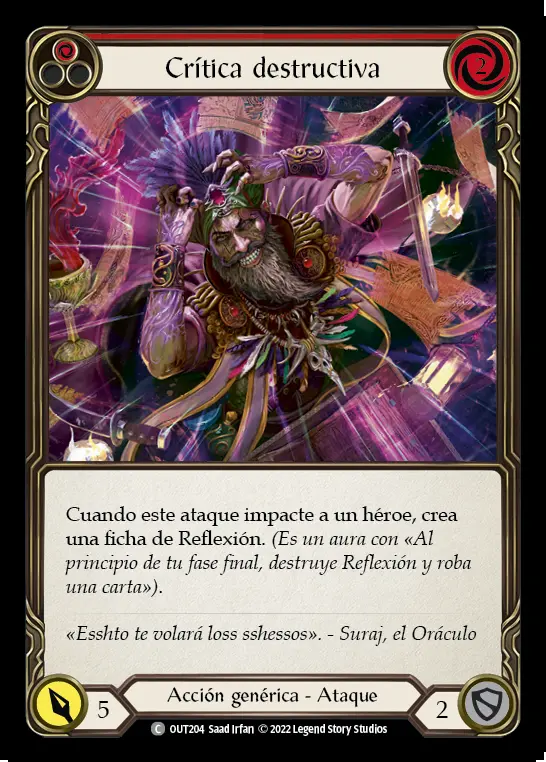 Crítica destructiva
2
Cuando este ataque impacte a un héroe, crea
una ficha de Reflexión. (Es un aura con «Al
principio de tu fase final, destruye Reflexión y roba
una carta»).
«Esshto te volará loss sshessos». - Suraj, el Oráculo
5
Acción genérica - Ataque
2
C OUT204 Saad Irfan © 2022 Legend Story Studios